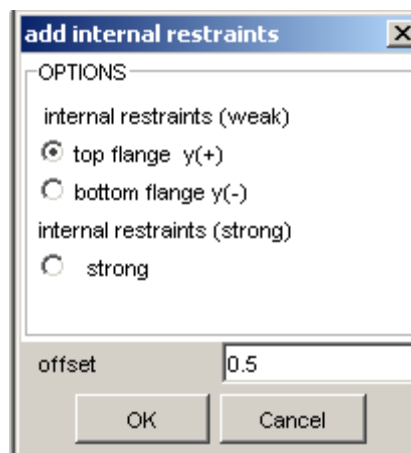 add internal restraints
OPTIONS
internal restraints (weak)
top flange y(+)
bottom flange y(-)
internal restraints (strong)
strong
offset 0.5
OK Cancel